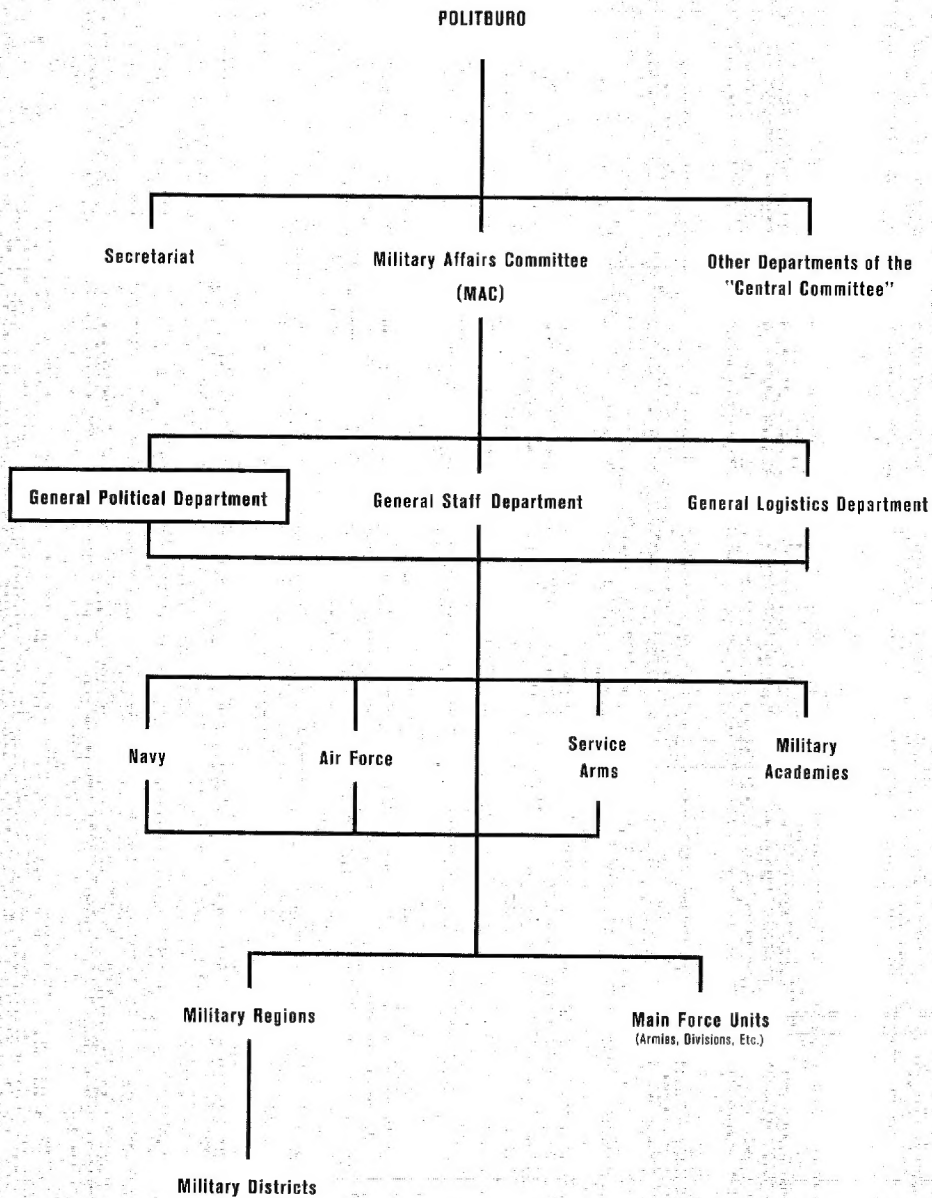 POLITBURO
Secretariat
Military Affairs Committee
(MAC)
Other Departments of the
"Central Committee"
General Political Department
General Staff Department
General Logistics Department
Navy
Air Force
Service
Arms
Military
Academies
Military Regions
Main Force Units
(Armies, Divisions, Etc.)
Military Districts